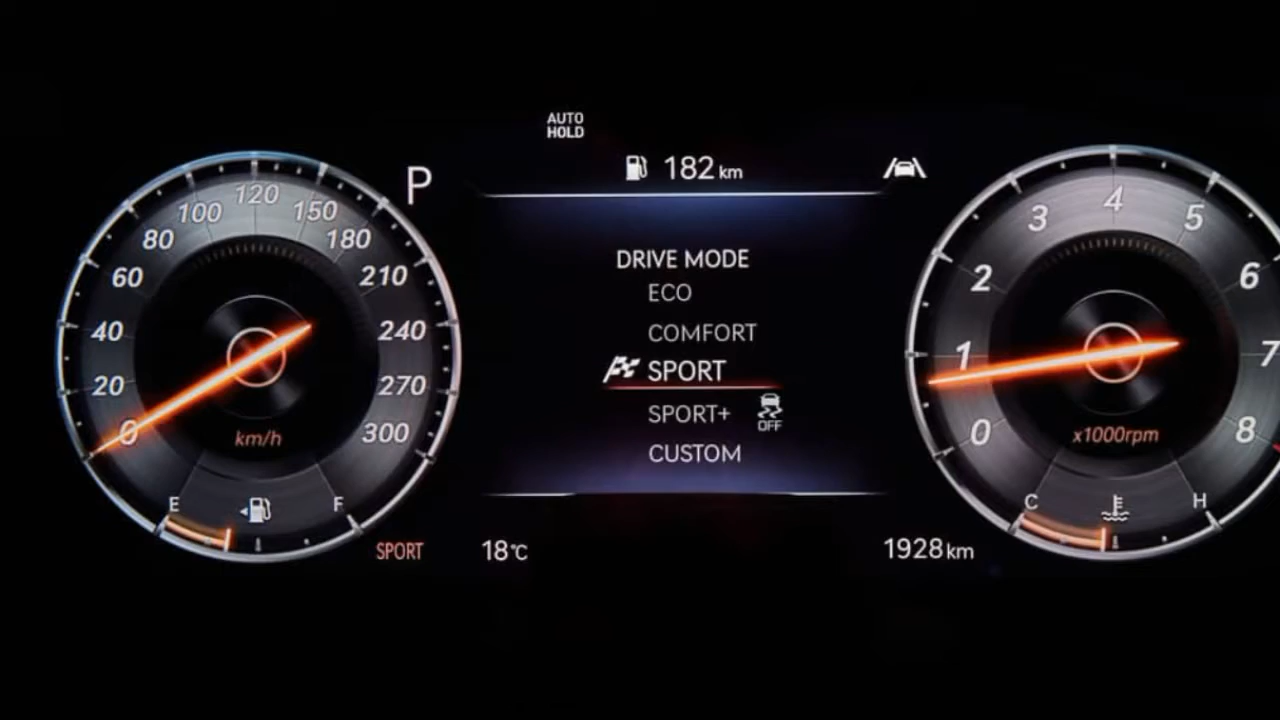 AUTO
HOLD
182 km
P
0
20
40
60
80
100
120
150
180
210
240
270
300
km/h
E
F
SPORT
DRIVE MODE
ECO
COMFORT
SPORT
SPORT+
OFF
CUSTOM
18°C
1928 km
0
1
2
3
4
5
6
7
8
x1000rpm
C
H